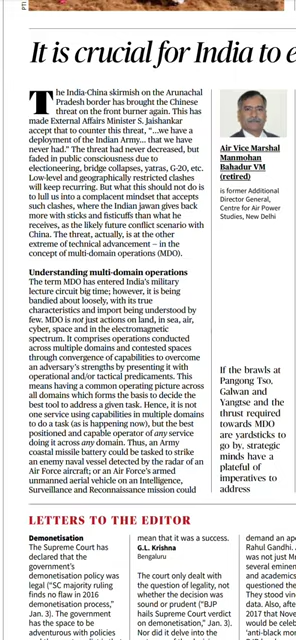 PTI
It is crucial for India to e
The India-China skirmish on the Arunachal
Pradesh border has brought the Chinese
threat on the front burner again. This has
made External Affairs Minister S. Jaishankar
accept that to counter this threat, “...we have a
deployment of the Indian Army... that we have
never had.” The threat had never decreased, but
faded in public consciousness due to
electioneering, bridge collapses, yatras, G-20, etc.
Low-level and geographically restricted clashes
will keep recurring. But what this should not do is
to lull us into a complacent mindset that accepts
such clashes, where the Indian jawan gives back
more with sticks and fisticuffs than what he
receives, as the likely future conflict scenario with
China. The threat, actually, is at the other
extreme of technical advancement – in the
concept of multi-domain operations (MDO).
Understanding multi-domain operations
The term MDO has entered India's military
lecture circuit big time; however, it is being
bandied about loosely, with its true
characteristics and import being understood by
few. MDO is not just actions on land, in sea, air,
cyber, space and in the electromagnetic
spectrum. It comprises operations conducted
across multiple domains and contested spaces
through convergence of capabilities to overcome
an adversary's strengths by presenting it with
operational and/or tactical predicaments. This
means having a common operating picture across
all domains which forms the basis to decide the
best tool to address a given task. Hence, it is not
one service using capabilities in multiple domains
to do a task (as is happening now), but the best
positioned and capable operator of any service
doing it across any domain. Thus, an Army
coastal missile battery could be tasked to strike
an enemy naval vessel detected by the radar of an
Air Force aircraft; or an Air Force's armed
unmanned aerial vehicle on an Intelligence,
Surveillance and Reconnaissance mission could
Air Vice Marshal
Manmohan
Bahadur VM
(retired)
is former Additional
Director General,
Centre for Air Power
Studies, New Delhi
If the brawls at
Pangong Tso,
Galwan and
Yangtse and the
thrust required
towards MDO
are yardsticks to
go by, strategic
minds have a
plateful of
imperatives to
address
LETTERS TO THE EDITOR
Demonetisation
The Supreme Court has
declared that the
government's
demonetisation policy was
legal (“SC majority ruling
finds no flaw in 2016
demonetisation process,”
Jan. 3). The government
has the space to be
adventurous with policies
mean that it was a success.
G.L. Krishna
Bengaluru
The court only dealt with
the question of legality, not
whether the decision was
sound or prudent (“BJP
hails Supreme Court verdict
on demonetisation,” Jan. 3).
Nor did it delve into the
demand an ape
Rahul Gandhi.
was not just M
several eminen
and academics
questioned the
They stood vin
data. Also, afte
2017 that Nove
would be celeb
'anti-black m